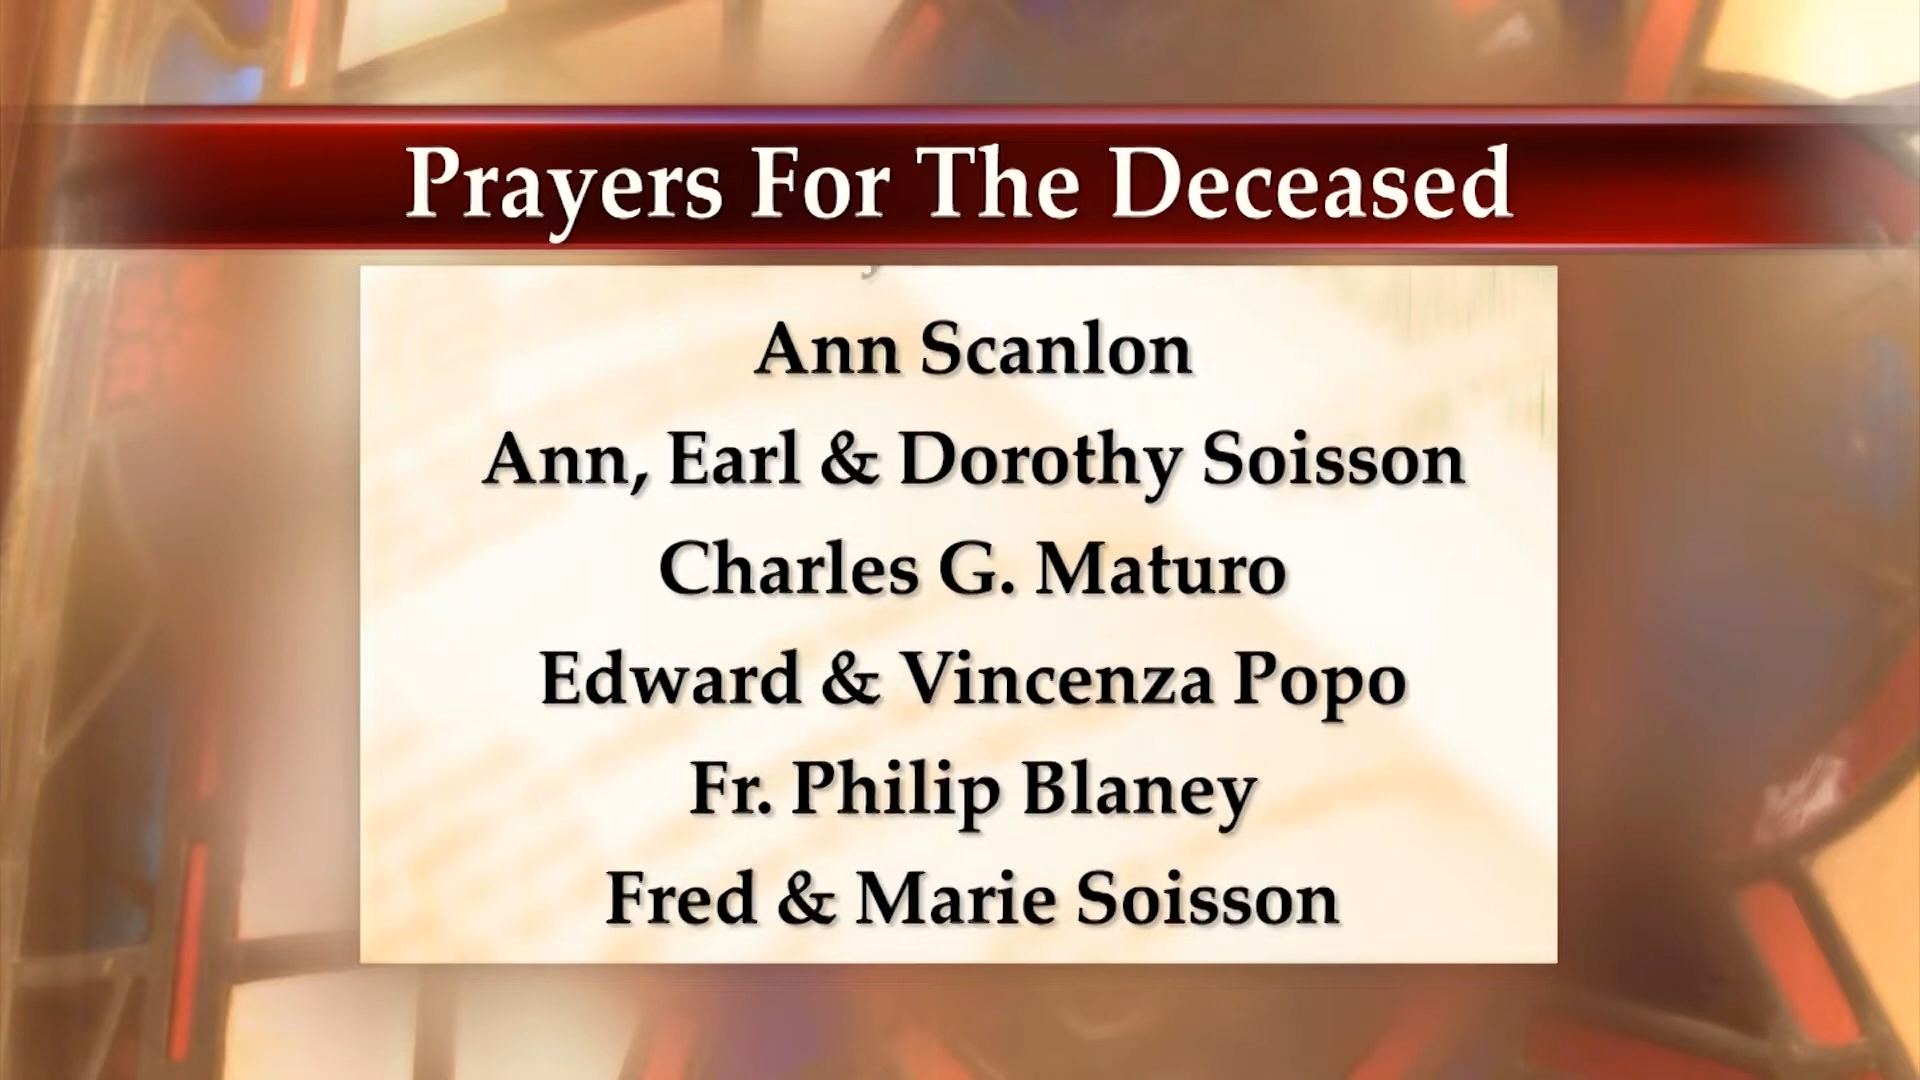 Prayers For The Deceased
Ann Scanlon
Ann, Earl & Dorothy Soisson
Charles G. Maturo
Edward & Vincenza Popo
Fr. Philip Blaney
Fred & Marie Soisson